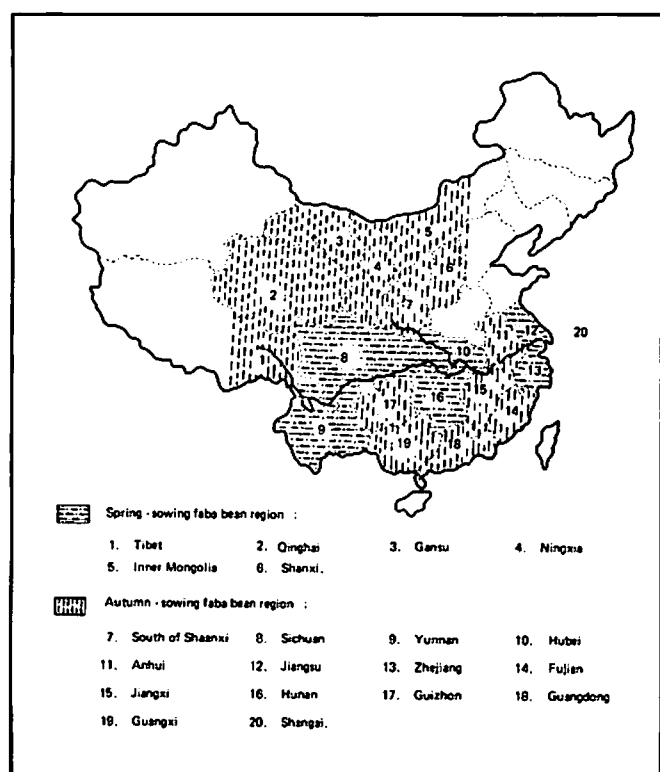 3
5
4
6
2
7
20
12
10
8
13
1
15
16
17
14
11
9
19
18
Spring - sowing faba bean region :
1. Tibet 2. Qinghai 3. Gansu 4. Ningxia
5. Inner Mongolia 6. Shanxi.
Autumn - sowing faba bean region :
7. South of Shaanxi 8. Sichuan 9. Yunnan 10. Hubei
11. Anhui 12. Jiangsu 13. Zhejiang 14. Fujian
15. Jiangxi 16. Hunan 17. Guizhon 18. Guangdong
19. Guangxi 20. Shangai.